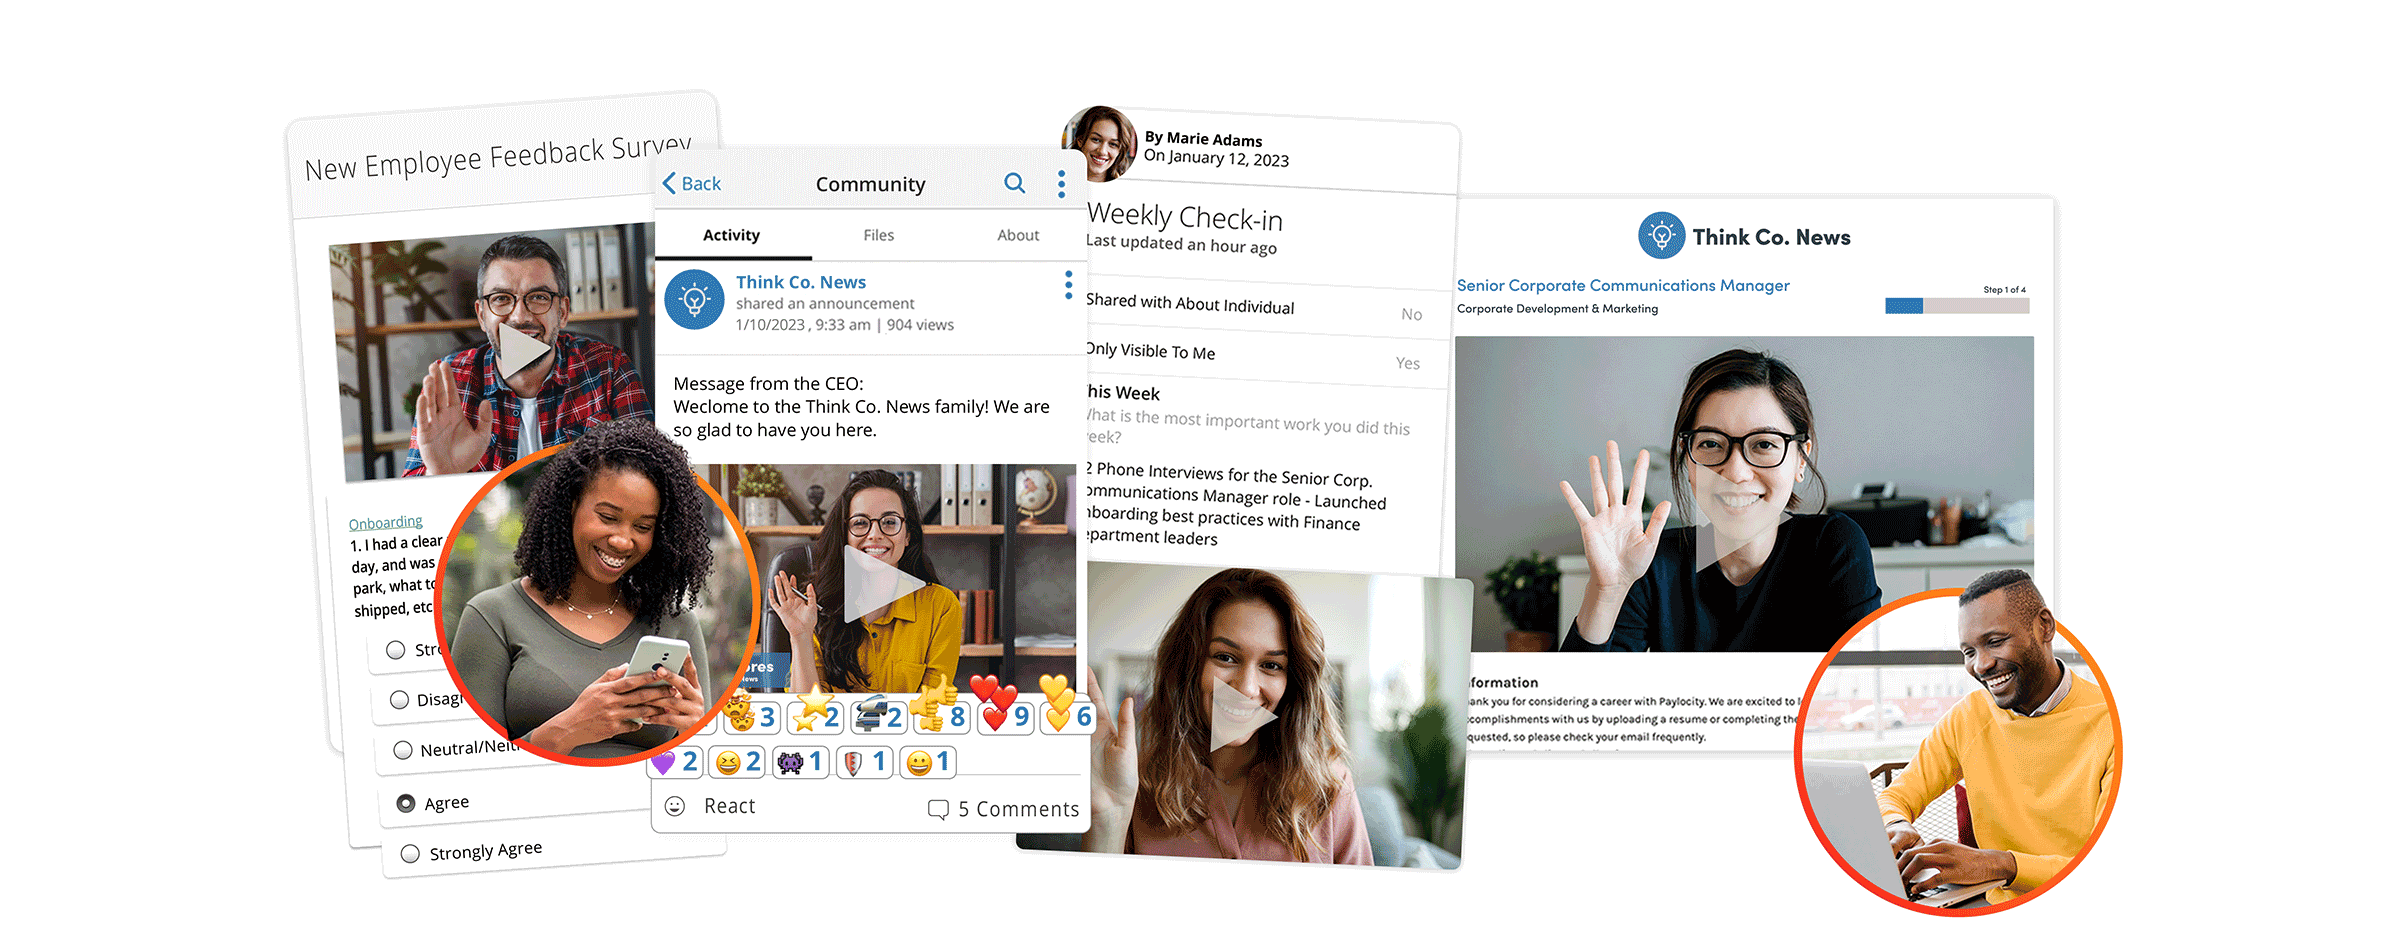 New Employee Feedback Survey
Onboarding
1. I had a clear
day, and was
park, what to
shipped, etc
Disag
Neutral/Neit
Agree
Strongly Agree
Back
Community
Activity
Files
About
Think Co. News
shared an announcement
1/10/2023 , 9:33 am | 904 views
Message from the CEO:
Weclome to the Think Co. News family! We are
so glad to have you here.
ores
News
3 2 2 8 9 6
2 2 1 1 1
React
5 Comments
By Marie Adams
On January 12, 2023
Weekly Check-in
Last updated an hour ago
Shared with About Individual
No
Only Visible To Me
Yes
his Week
hat is the most important work you did this
eek?
2 Phone Interviews for the Senior Corp.
ommunications Manager role - Launched
nboarding best practices with Finance
epartment leaders
Think Co. News
Senior Corporate Communications Manager
Step 1 of 4
Corporate Development & Marketing
formation
ank you for considering a career with Paylocity. We are excited to l
complishments with us by uploading a resume or completing the
quested, so please check your email frequently.